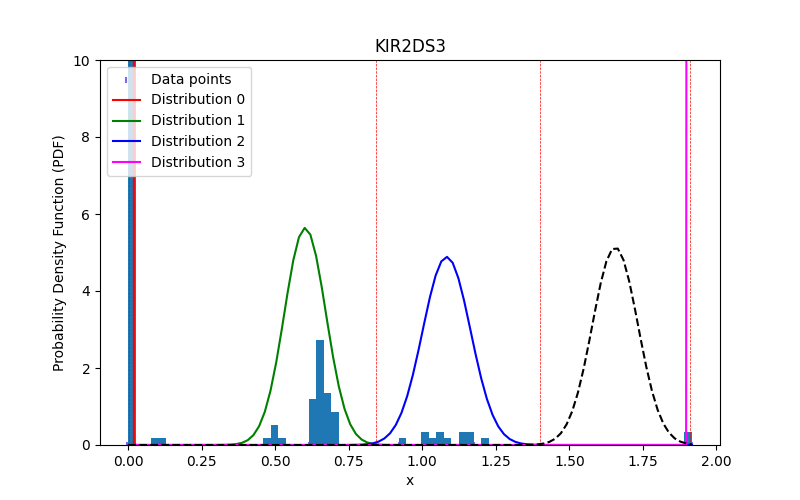 KIR2DS3
Probability Density Function (PDF)
10
8
6
4
2
0
Data points
Distribution 0
Distribution 1
Distribution 2
Distribution 3
0.00 0.25 0.50 0.75 1.00 1.25 1.50 1.75 2.00
x